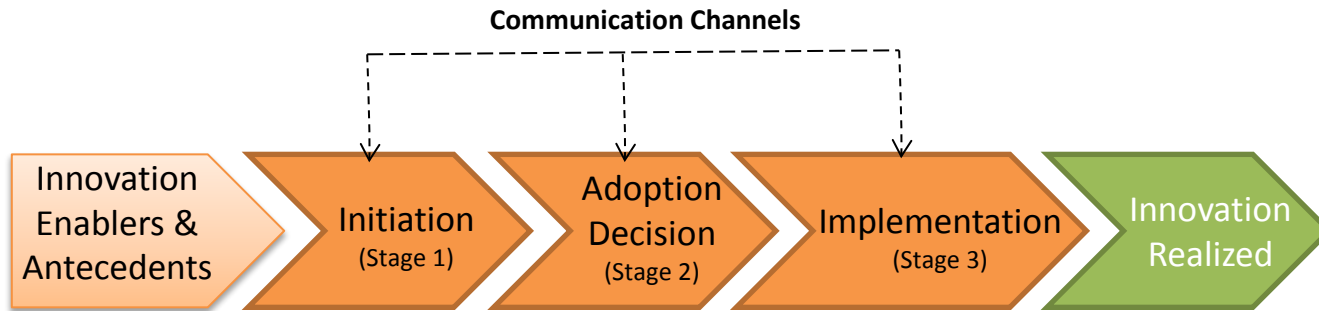 Communication Channels
Innovation
Enablers &
Antecedents
Initiation
(Stage 1)
Adoption
Decision
(Stage 2)
Implementation
(Stage 3)
Innovation
Realized